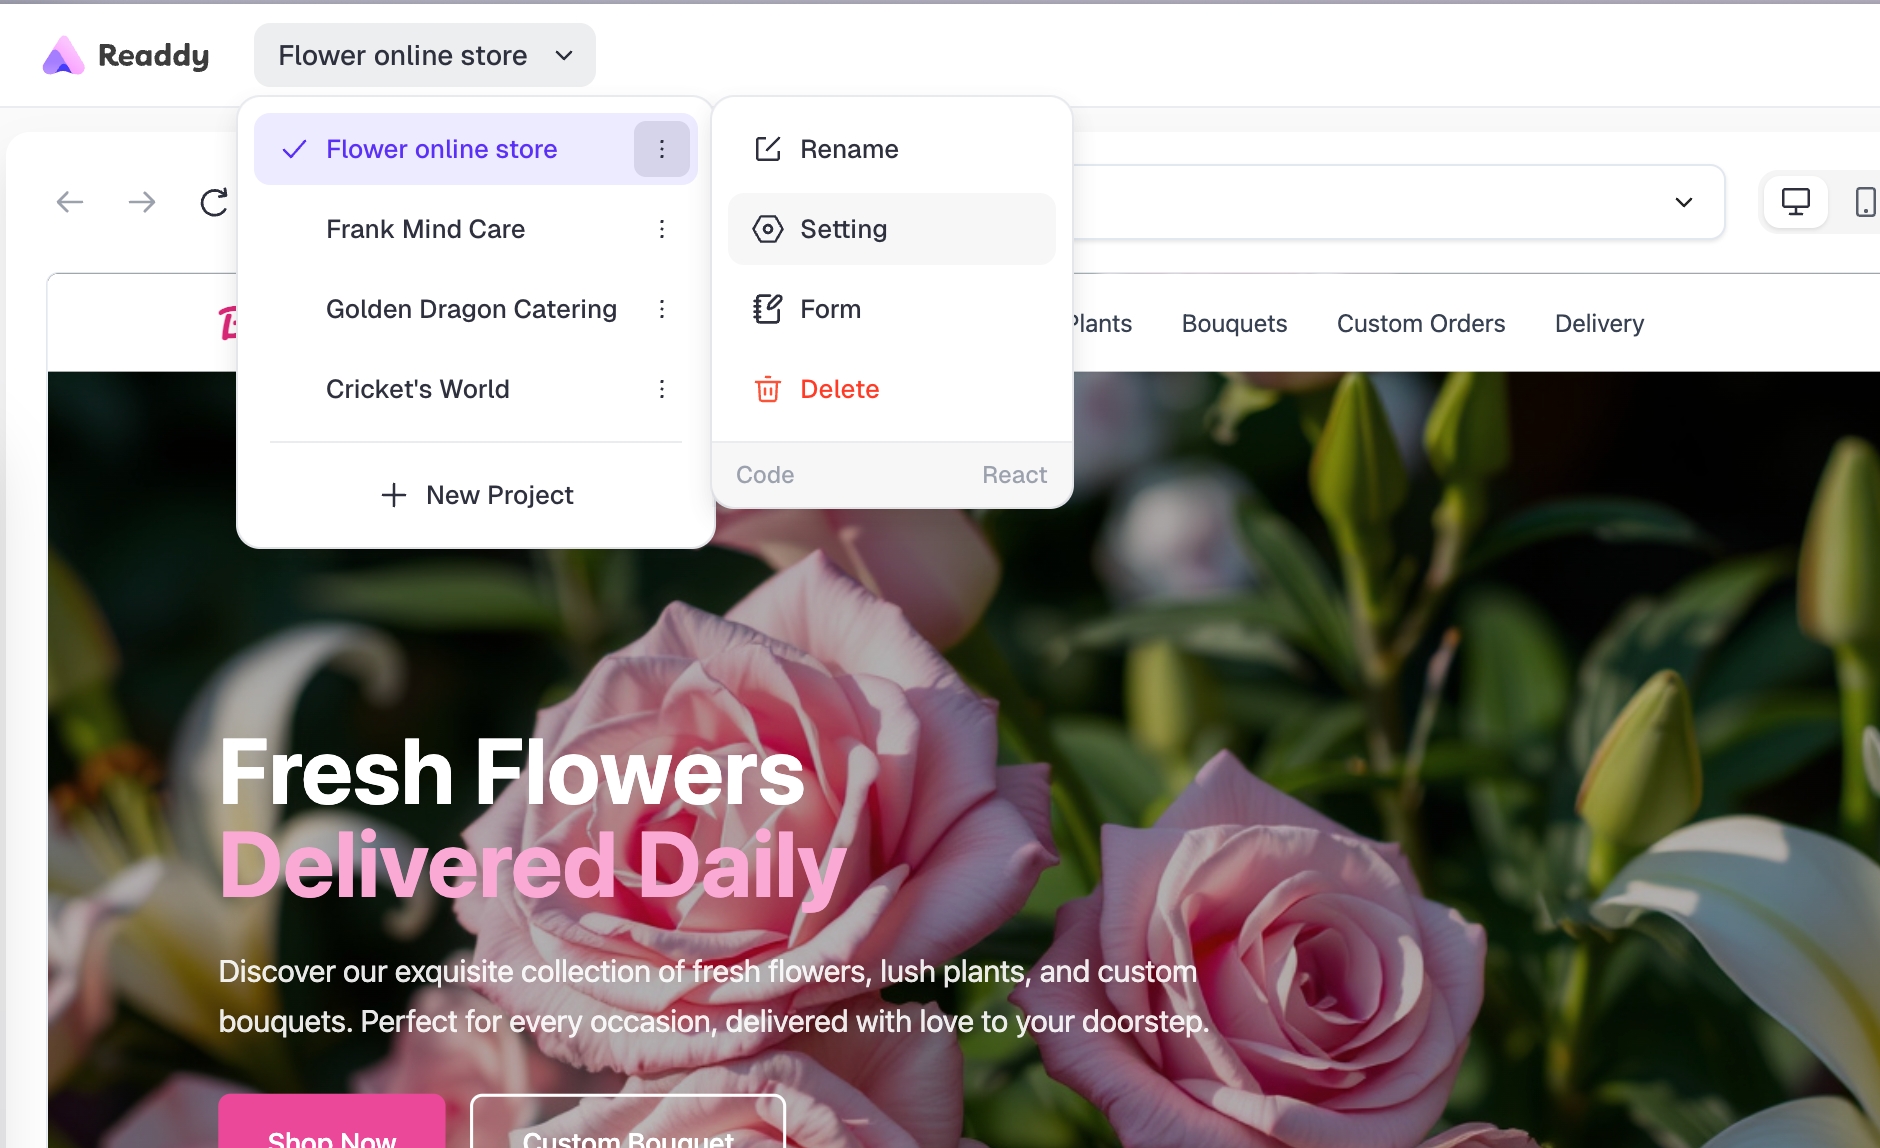 Readdy
Flower online store
Flower online store
Frank Mind Care
Golden Dragon Catering
Cricket's World
New Project
Rename
Setting
Form
Delete
Code React
Bouquets Custom Orders Delivery
Fresh Flowers
Delivered Daily
Discover our exquisite collection of fresh flowers, lush plants, and custom
bouquets. Perfect for every occasion, delivered with love to your doorstep.
Shop Now Custom Bouquet